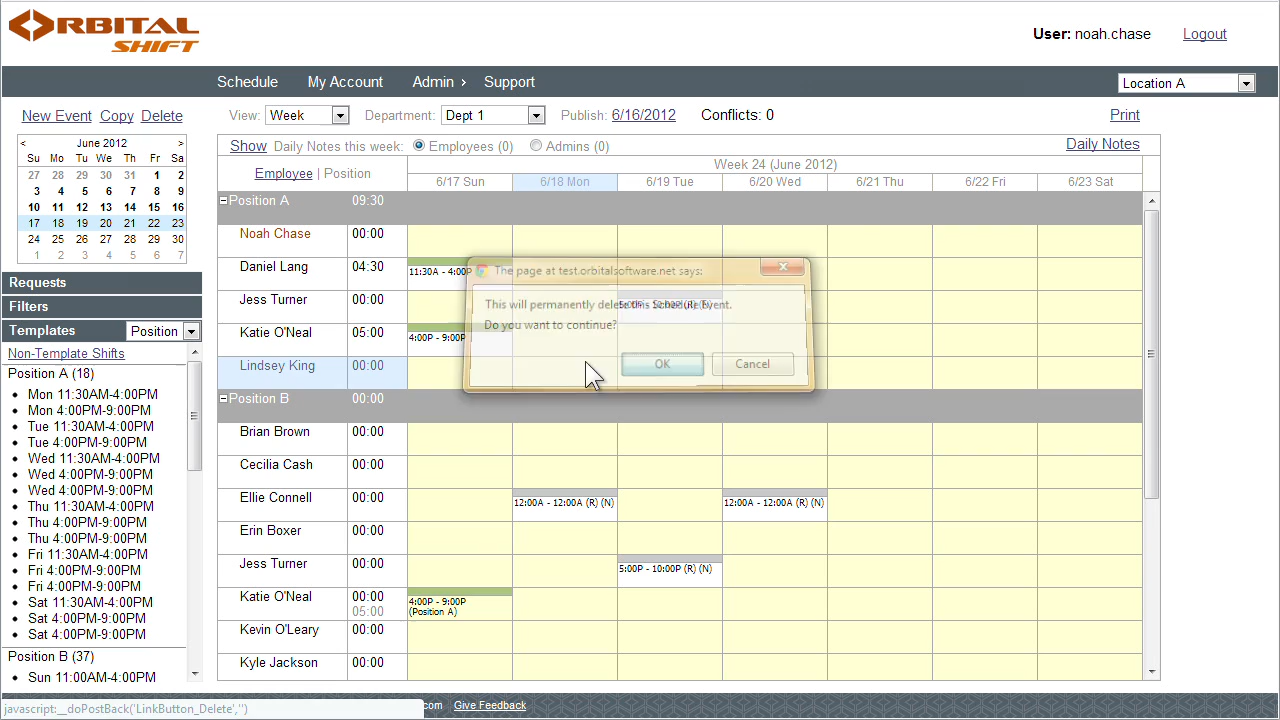 ORBITAL
SHIFT
User: noah.chase
Logout
Schedule My Account Admin Support
Location A
New Event Copy Delete
View: Week Department: Dept 1 Publish: 6/16/2012 Conflicts: 0 Print
< June 2012 >
Su Mo Tu We Th Fr Sa
27 28 29 30 31 1 2
3 4 5 6 7 8 9
10 11 12 13 14 15 16
17 18 19 20 21 22 23
24 25 26 27 28 29 30
1 2 3 4 5 6 7
Requests
Filters
Templates Position
Non-Template Shifts
Position A (18)
Mon 11:30AM-4:00PM
Mon 4:00PM-9:00PM
Tue 11:30AM-4:00PM
Tue 4:00PM-9:00PM
Wed 11:30AM-4:00PM
Wed 4:00PM-9:00PM
Wed 4:00PM-9:00PM
Thu 11:30AM-4:00PM
Thu 4:00PM-9:00PM
Thu 4:00PM-9:00PM
Fri 11:30AM-4:00PM
Fri 4:00PM-9:00PM
Fri 4:00PM-9:00PM
Sat 11:30AM-4:00PM
Sat 4:00PM-9:00PM
Sat 4:00PM-9:00PM
Position B (37)
Sun 11:00AM-4:00PM
Show Daily Notes this week: Employees (0) Admins (0) Daily Notes
Week 24 (June 2012)
Employee | Position
6/17 Sun 6/18 Mon 6/19 Tue 6/20 Wed 6/21 Thu 6/22 Fri 6/23 Sat
Position A 09:30
Noah Chase 00:00
Daniel Lang 04:30 11:30A - 4:00P
Jess Turner 00:00 5:00P - 10:00P (R) (N)
Katie O'Neal 05:00 4:00P - 9:00P
Lindsey King 00:00
The page at test.orbitalsoftware.net says:
This will permanently delete this Schedule Event.
Do you want to continue?
OK Cancel
Position B 00:00
Brian Brown 00:00
Cecilia Cash 00:00
Ellie Connell 00:00 12:00A - 12:00A (R) (N) 12:00A - 12:00A (R) (N)
Erin Boxer 00:00
Jess Turner 00:00 5:00P - 10:00P (R) (N)
Katie O'Neal 00:00 4:00P - 9:00P
05:00 (Position A)
Kevin O'Leary 00:00
Kyle Jackson 00:00
javascript:__doPostBack('LinkButton_Delete','')
com Give Feedback